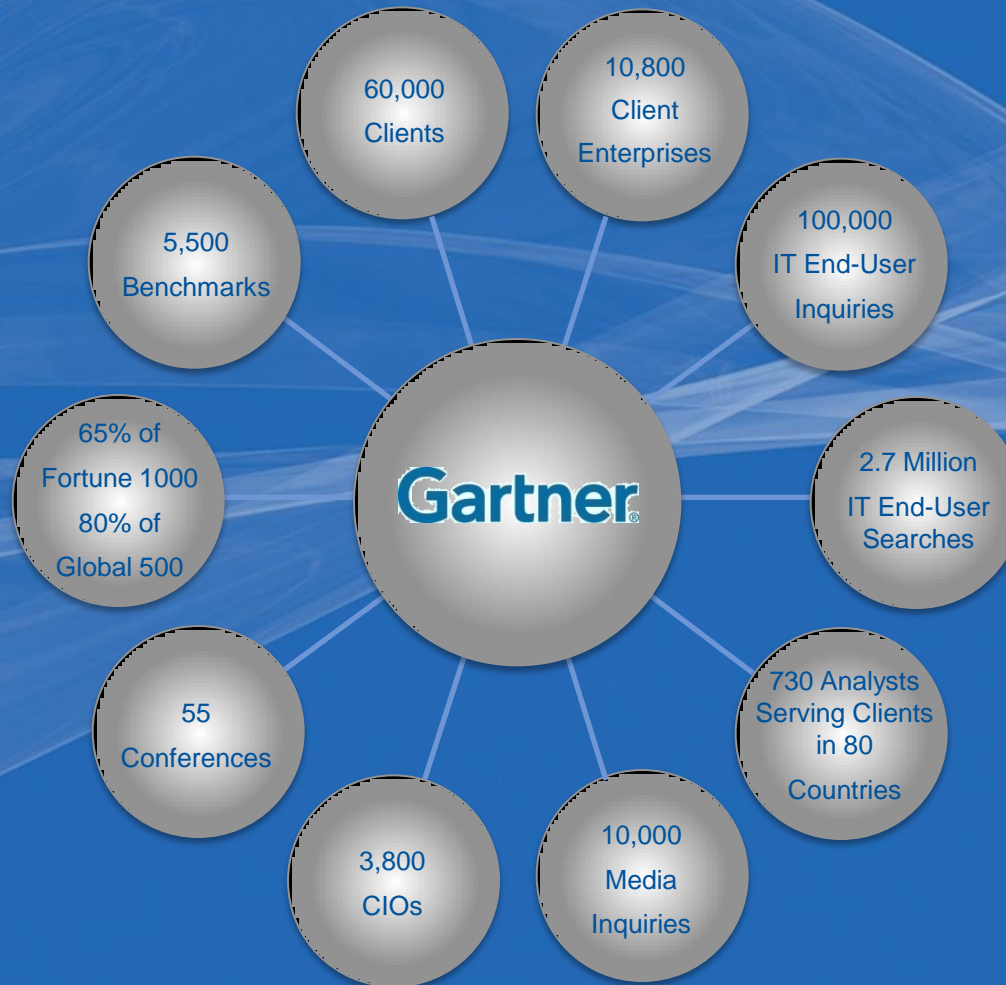 60,000
Clients
10,800
Client
Enterprises
5,500
Benchmarks
100,000
IT End-User
Inquiries
65% of
Fortune 1000
80% of
Global 500
Gartner®
2.7 Million
IT End-User
Searches
55
Conferences
730 Analysts
Serving Clients
in 80
Countries
3,800
CIOs
10,000
Media
Inquiries